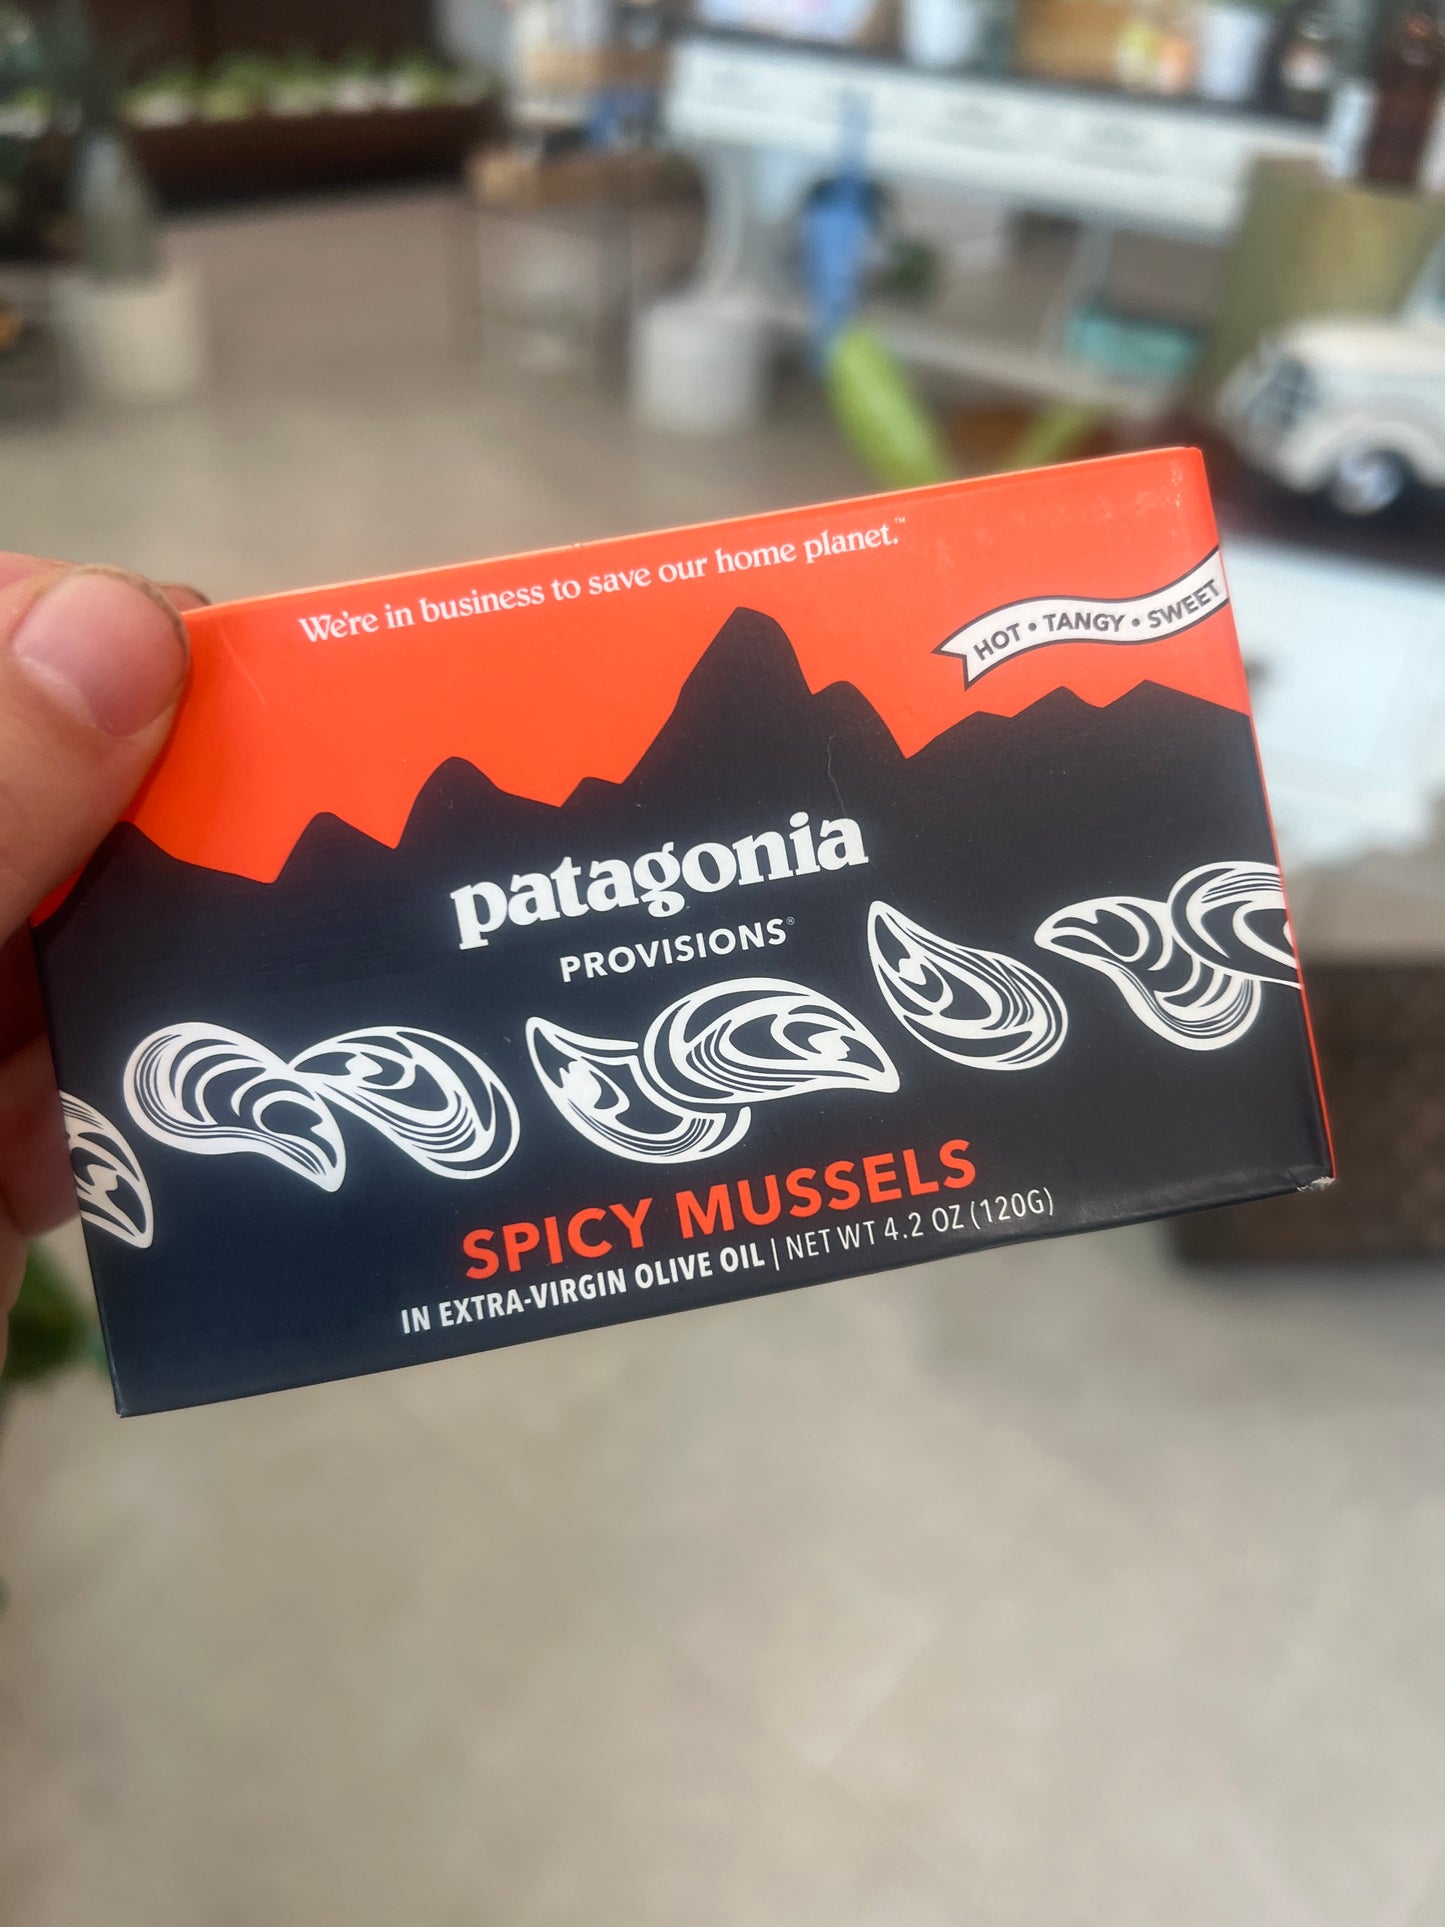 We're in business to save our home planet.™
HOT • TANGY • SWEET
patagonia
PROVISIONS®
SPICY MUSSELS
IN EXTRA-VIRGIN OLIVE OIL | NET WT 4.2 OZ (120G)